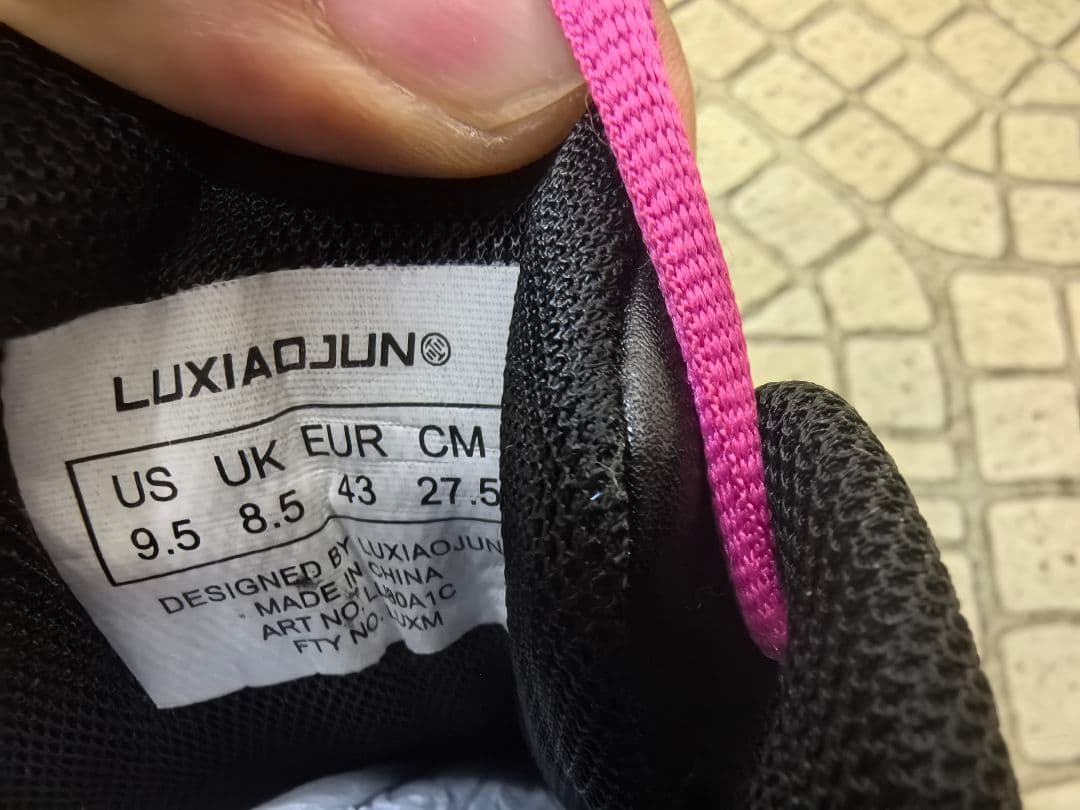 LUXIAOJUN
US UK EUR CM
9.5 8.5 43 27.5
DESIGNED BY LUXIAOJUN
MADE IN CHINA
ART NO.
FTY NO. LUXM